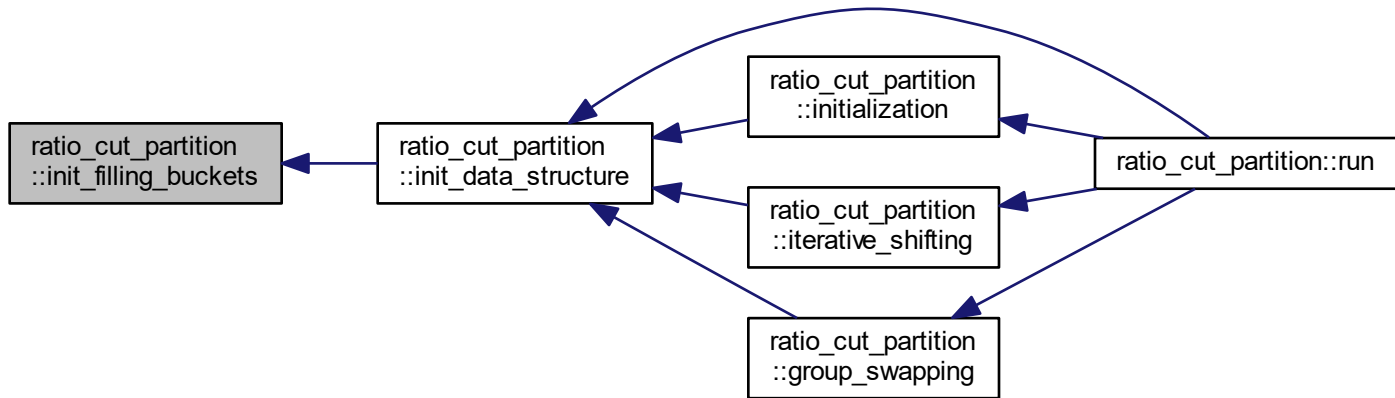 ratio_cut_partition
::init_filling_buckets
ratio_cut_partition
::init_data_structure
ratio_cut_partition
::initialization
ratio_cut_partition
::iterative_shifting
ratio_cut_partition
::group_swapping
ratio_cut_partition::run